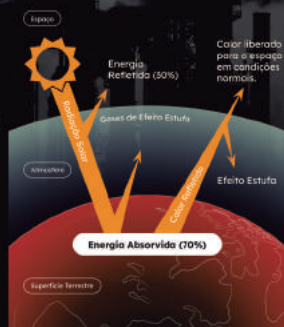 Espaço
Energia
Refletida (30%)
Calor liberado
para o espaço
em condições
normais.
Radiação Solar
Gases de Efeito Estufa
Atmosfera
Calor Refletido
Efeito Estufa
Energia Absorvida (70%)
Superfície Terrestre